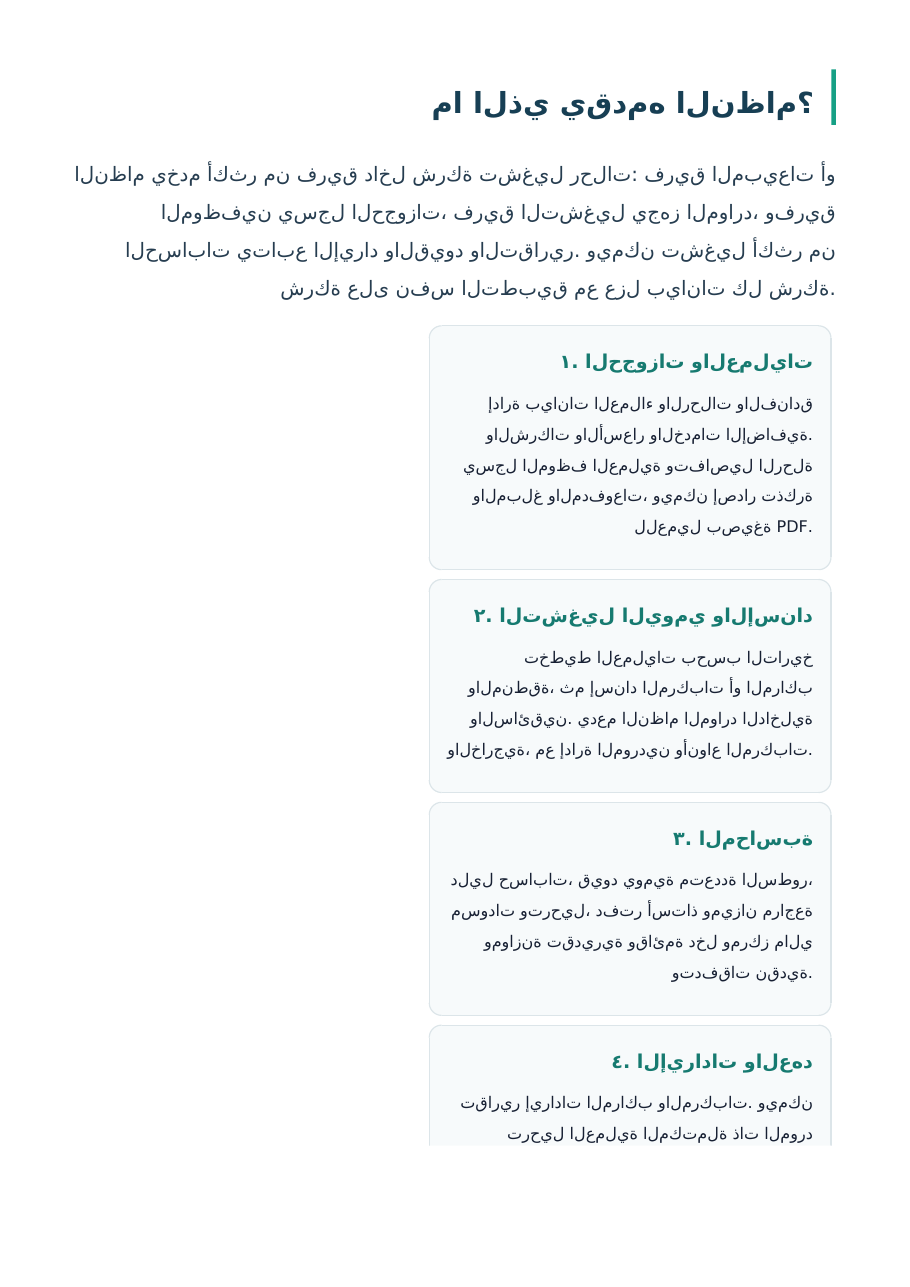 ما الذي يقدمه النظام؟
النظام يخدم أكثر من فريق داخل شركة تشغيل رحلات: فريق المبيعات أو
الموظفين يسجل الحجوزات، فريق التشغيل يجهز الموارد، وفريق
الحسابات يتابع الإيراد والقيود والتقارير. ويمكن تشغيل أكثر من
شركة على نفس التطبيق مع عزل بيانات كل شركة.
١. الحجوزات والعمليات
إدارة بيانات العملاء والرحلات والفنادق
والشركات والأسعار والخدمات الإضافية.
يسجل الموظف العملية وتفاصيل الرحلة
والمبلغ والمدفوعات، ويمكن إصدار تذكرة
للعميل بصيغة PDF.
٢. التشغيل اليومي والإسناد
تخطيط العمليات بحسب التاريخ
والمنطقة، ثم إسناد المركبات أو المراكب
والسائقين. يدعم النظام الموارد الداخلية
والخارجية، مع إدارة الموردين وأنواع المركبات.
٣. المحاسبة
دليل حسابات، قيود يومية متعددة السطور،
مسودات وترحيل، دفتر أستاذ وميزان مراجعة
وموازنة تقديرية وقائمة دخل ومركز مالي
وتدفقات نقدية.
٤. الإيرادات والعهد
تقارير إيرادات المراكب والمركبات. ويمكن
ترحيل العملية المكتملة ذات المورد